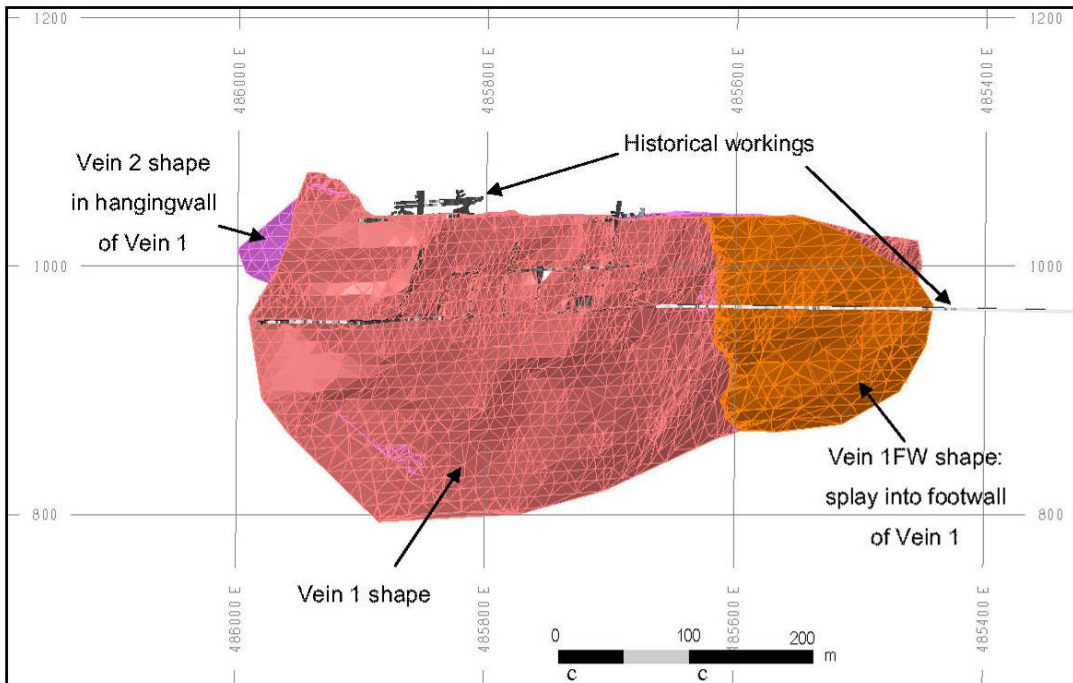 1200
486000 E
485800 E
485600 E
485400 E
1200
Historical workings
Vein 2 shape
in hangingwall
of Vein 1
1000
1000
Vein 1FW shape:
splay into footwall
of Vein 1
800
800
Vein 1 shape
486000 E
485800 E
485600 E
485400 E
0
100
200
m
c
c